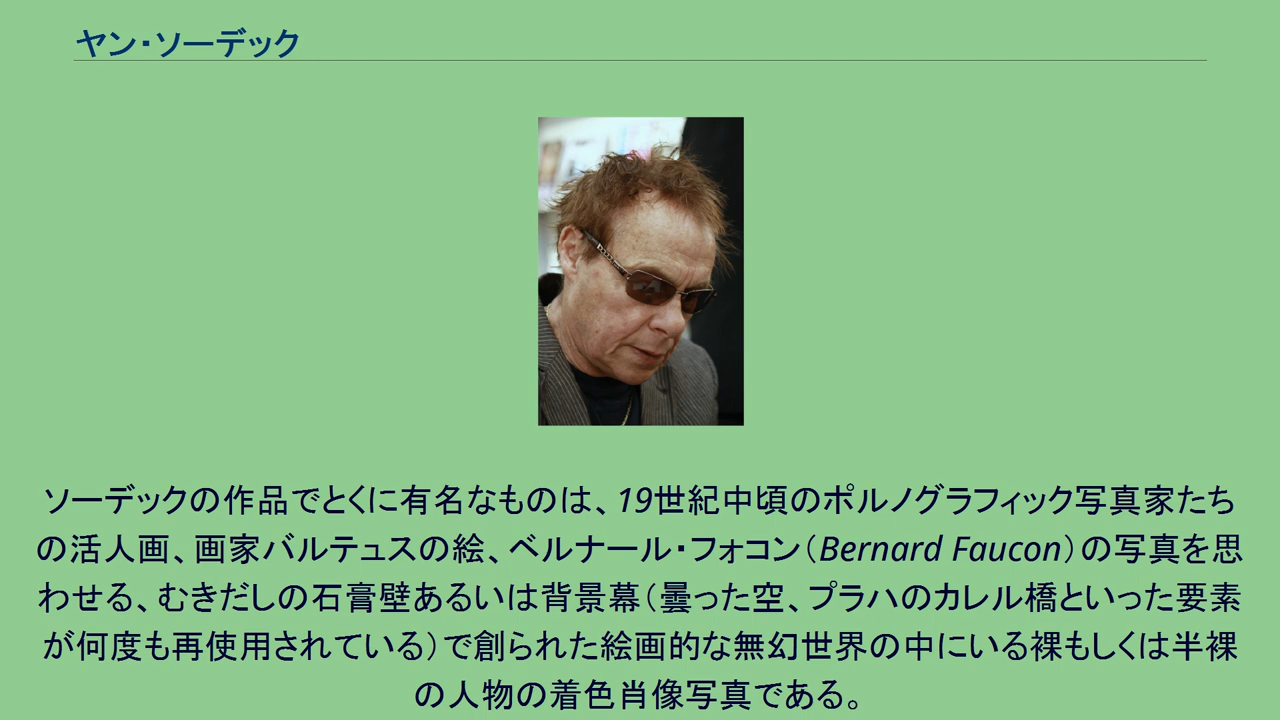 ヤン・ソーデック
ソーデックの作品でとくに有名なものは、19世紀中頃のポルノグラフィック写真家たち
の活人画、画家バルテュスの絵、ベルナール・フォコン（Bernard Faucon）の写真を思
わせる、むきだしの石膏壁あるいは背景幕（曇った空、プラハのカレル橋といった要素
が何度も再使用されている）で創られた絵画的な無幻世界の中にいる裸もしくは半裸
の人物の着色肖像写真である。